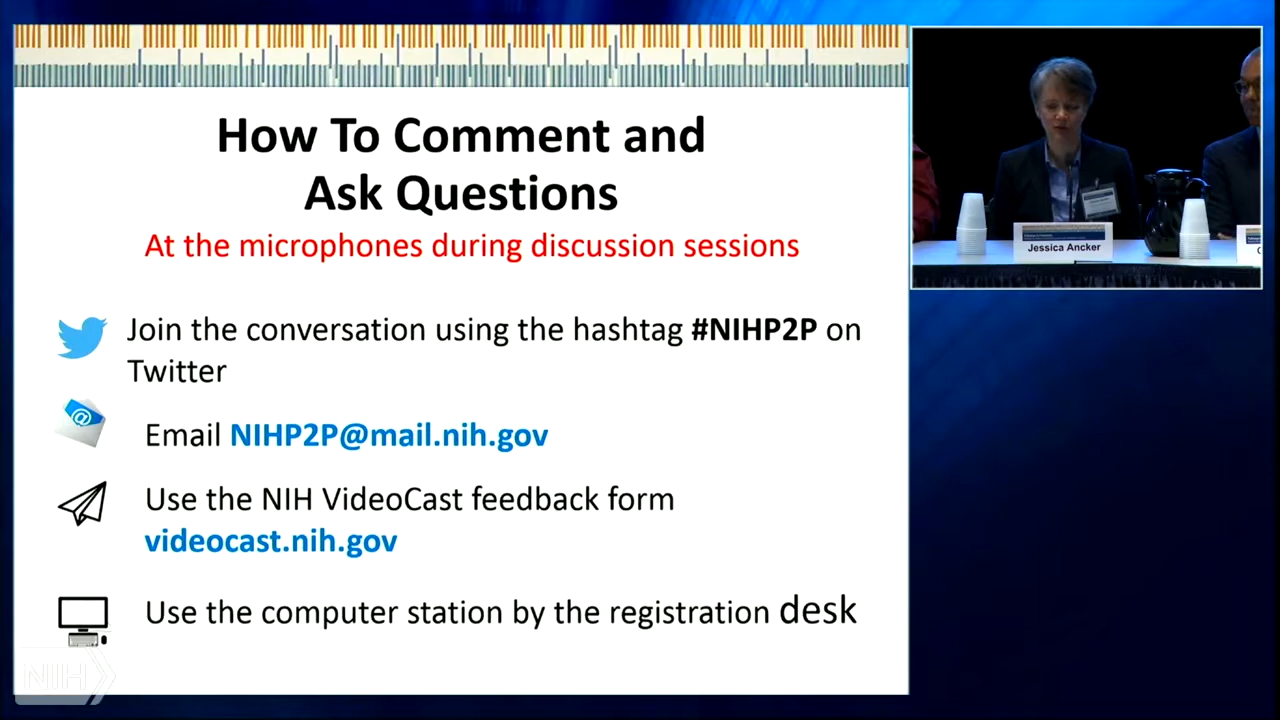 How To Comment and
Ask Questions
At the microphones during discussion sessions
Join the conversation using the hashtag #NIHP2P on
Twitter
@
Email NIHP2P@mail.nih.gov
Use the NIH VideoCast feedback form
videocast.nih.gov
Use the computer station by the registration desk
NIH
Jessica Ancker